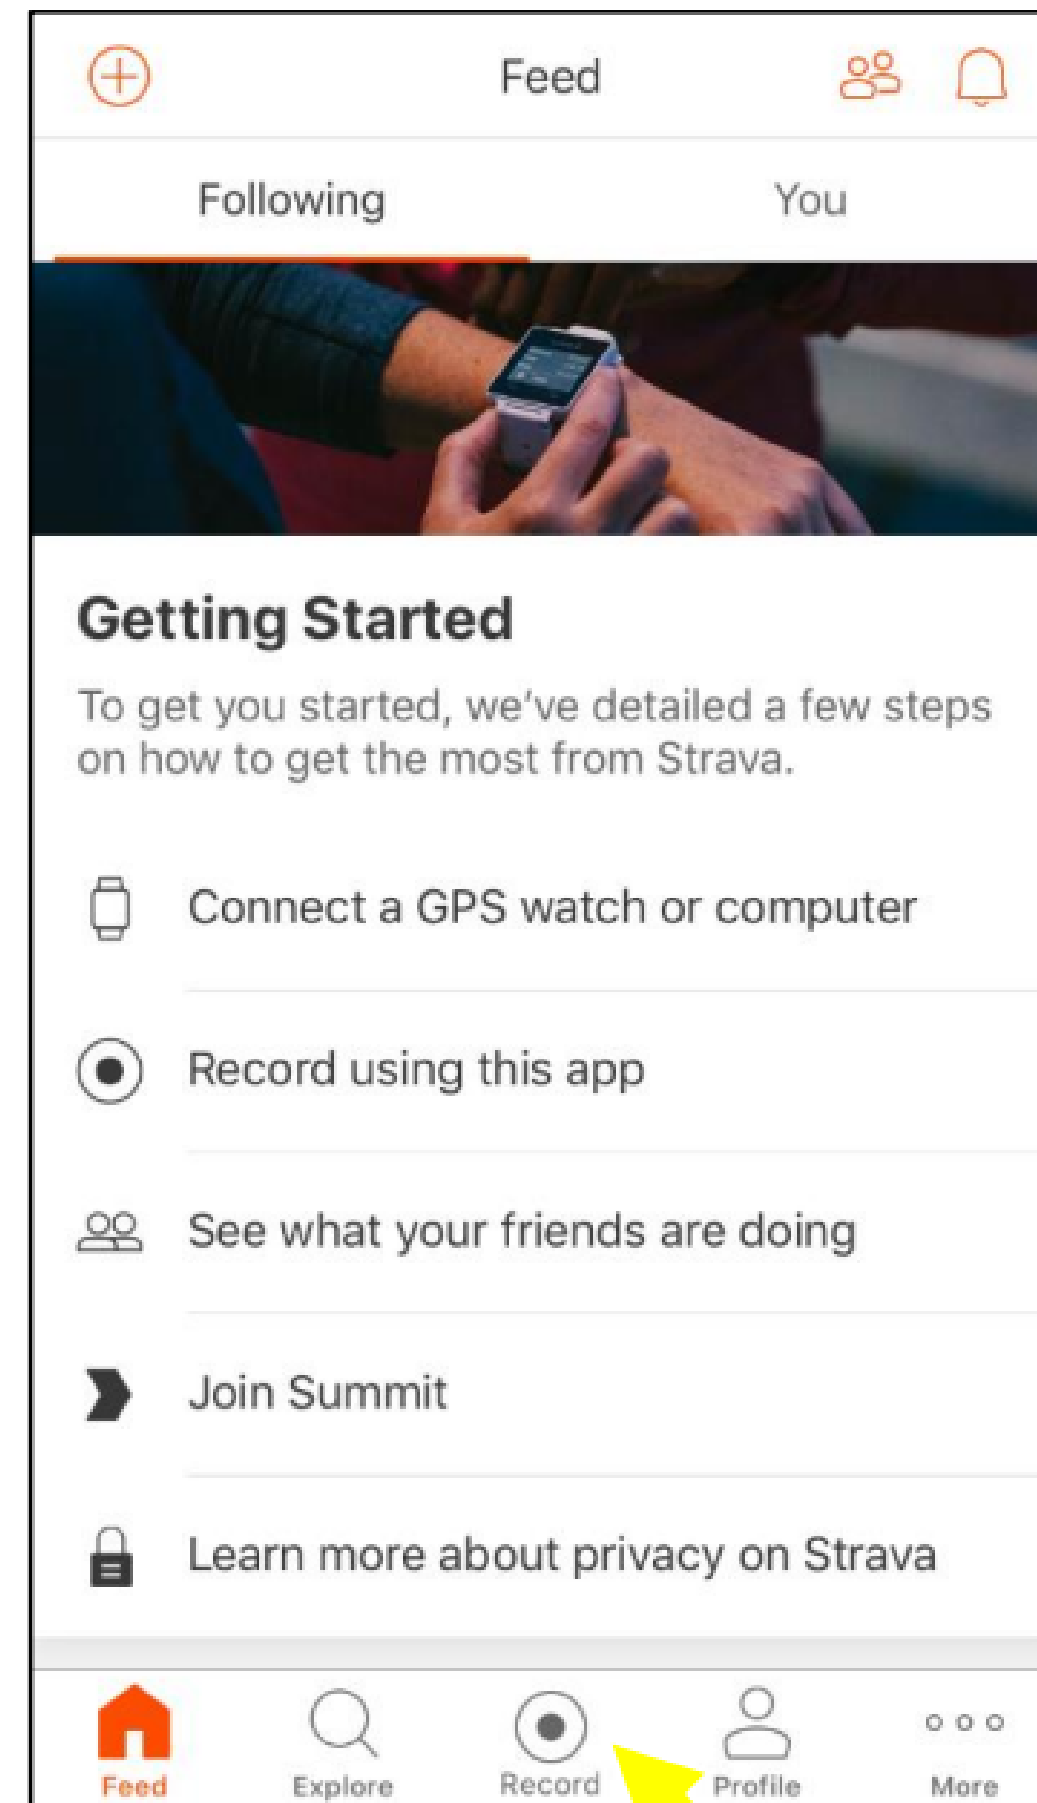 Feed
Following
You
Getting Started
To get you started, we've detailed a few steps
on how to get the most from Strava.
Connect a GPS watch or computer
Record using this app
See what your friends are doing
Join Summit
Learn more about privacy on Strava
Feed
Explore
Record
Profile
More